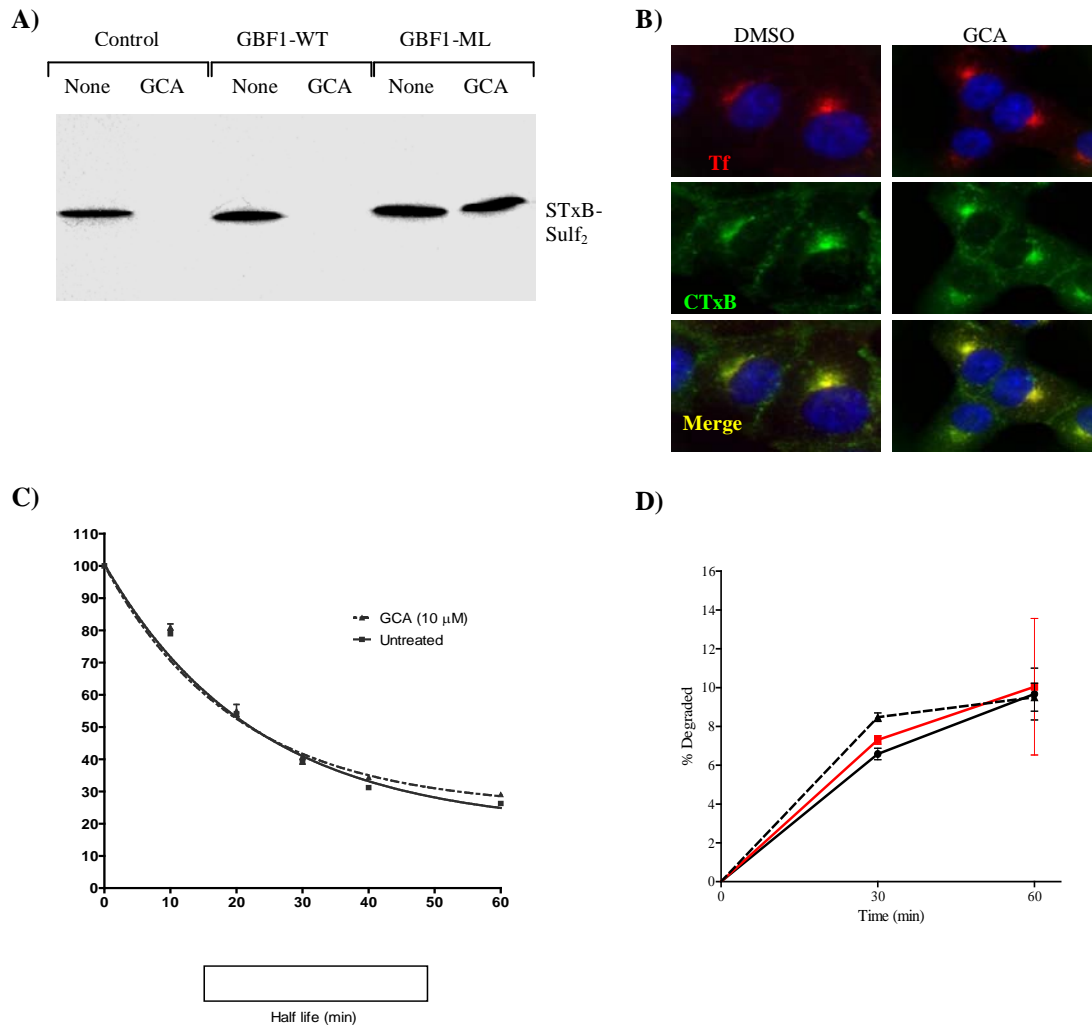 A)
Control GBF1-WT GBF1-ML
None GCA None GCA None GCA
STxB-
Sulf₂
B)
DMSO GCA
Tf
CTxB
Merge
C)
110
100
90
80
70
60
50
40
30
20
10
0
0 10 20 30 40 60
GCA (10 μM)
Untreated
Half life (min)
D)
16
14
12
10
8
6
4
2
0
0 30 60
% Degraded
Time (min)